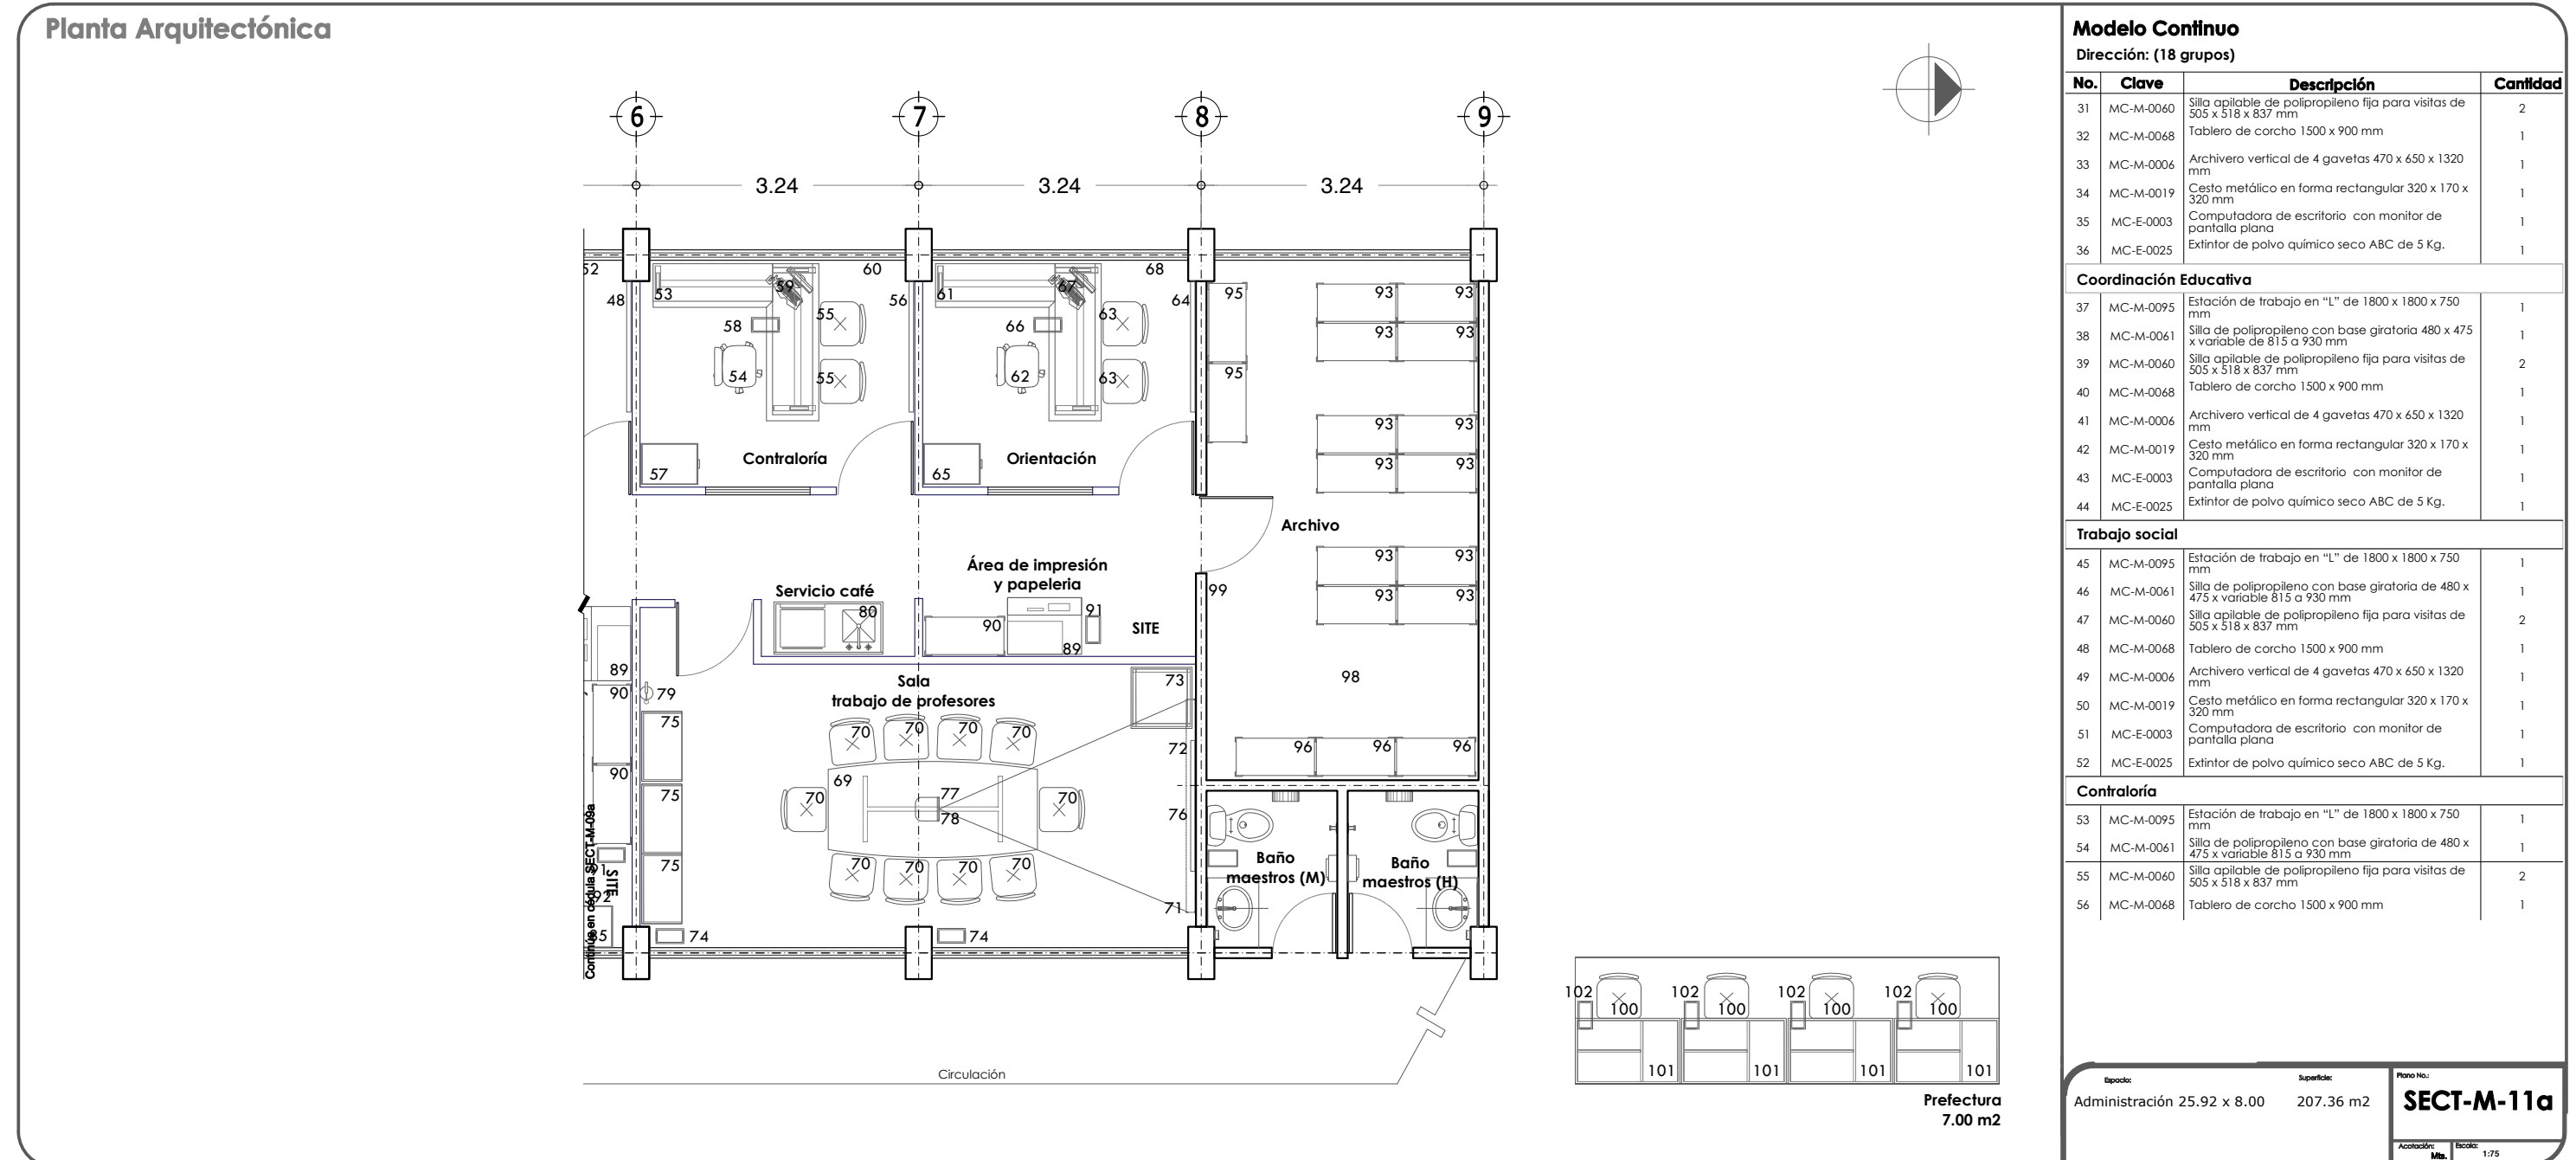 Planta Arquitectónica
6
7
8
9
3.24
3.24
3.24
52
48
53
59
60
58
55
54
55
56
57
Contraloría
61
67
68
66
63
62
63
64
65
Orientación
95
95
93
93
93
93
93
93
93
93
Archivo
93
93
93
93
99
98
96
96
96
Área de impresión
y papeleria
Servicio café
80
90
89
91
SITE
89
90
90
79
75
75
75
Sala
trabajo de profesores
73
70
70
70
70
72
69
70
77
78
70
76
70
70
70
70
71
74
74
92
SITE
Continúa en cédula SECT-M-09a
Baño
maestros (M)
Baño
maestros (H)
Circulación
102
102
102
102
100
100
100
100
101
101
101
101
Prefectura
7.00 m2
Modelo Continuo
Dirección: (18 grupos)
No. Clave Descripción Cantidad
31 MC-M-0060 Silla apilable de polipropileno fija para visitas de
505 x 518 x 837 mm 2
32 MC-M-0068 Tablero de corcho 1500 x 900 mm 1
33 MC-M-0006 Archivero vertical de 4 gavetas 470 x 650 x 1320
mm 1
34 MC-M-0019 Cesto metálico en forma rectangular 320 x 170 x
320 mm 1
35 MC-E-0003 Computadora de escritorio con monitor de
pantalla plana 1
36 MC-E-0025 Extintor de polvo químico seco ABC de 5 Kg. 1
Coordinación Educativa
37 MC-M-0095 Estación de trabajo en “L” de 1800 x 1800 x 750
mm 1
38 MC-M-0061 Silla de polipropileno con base giratoria 480 x 475
x variable de 815 a 930 mm 1
39 MC-M-0060 Silla apilable de polipropileno fija para visitas de
505 x 518 x 837 mm 2
40 MC-M-0068 Tablero de corcho 1500 x 900 mm 1
41 MC-M-0006 Archivero vertical de 4 gavetas 470 x 650 x 1320
mm 1
42 MC-M-0019 Cesto metálico en forma rectangular 320 x 170 x
320 mm 1
43 MC-E-0003 Computadora de escritorio con monitor de
pantalla plana 1
44 MC-E-0025 Extintor de polvo químico seco ABC de 5 Kg. 1
Trabajo social
45 MC-M-0095 Estación de trabajo en “L” de 1800 x 1800 x 750
mm 1
46 MC-M-0061 Silla de polipropileno con base giratoria de 480 x
475 x variable 815 a 930 mm 1
47 MC-M-0060 Silla apilable de polipropileno fija para visitas de
505 x 518 x 837 mm 2
48 MC-M-0068 Tablero de corcho 1500 x 900 mm 1
49 MC-M-0006 Archivero vertical de 4 gavetas 470 x 650 x 1320
mm 1
50 MC-M-0019 Cesto metálico en forma rectangular 320 x 170 x
320 mm 1
51 MC-E-0003 Computadora de escritorio con monitor de
pantalla plana 1
52 MC-E-0025 Extintor de polvo químico seco ABC de 5 Kg. 1
Contraloría
53 MC-M-0095 Estación de trabajo en “L” de 1800 x 1800 x 750
mm 1
54 MC-M-0061 Silla de polipropileno con base giratoria de 480 x
475 x variable 815 a 930 mm 1
55 MC-M-0060 Silla apilable de polipropileno fija para visitas de
505 x 518 x 837 mm 2
56 MC-M-0068 Tablero de corcho 1500 x 900 mm 1
Espacio:
Administración 25.92 x 8.00
Superficie:
207.36 m2
Plano No.:
SECT-M-11a
Acotación:
Mts.
Escala:
1:75